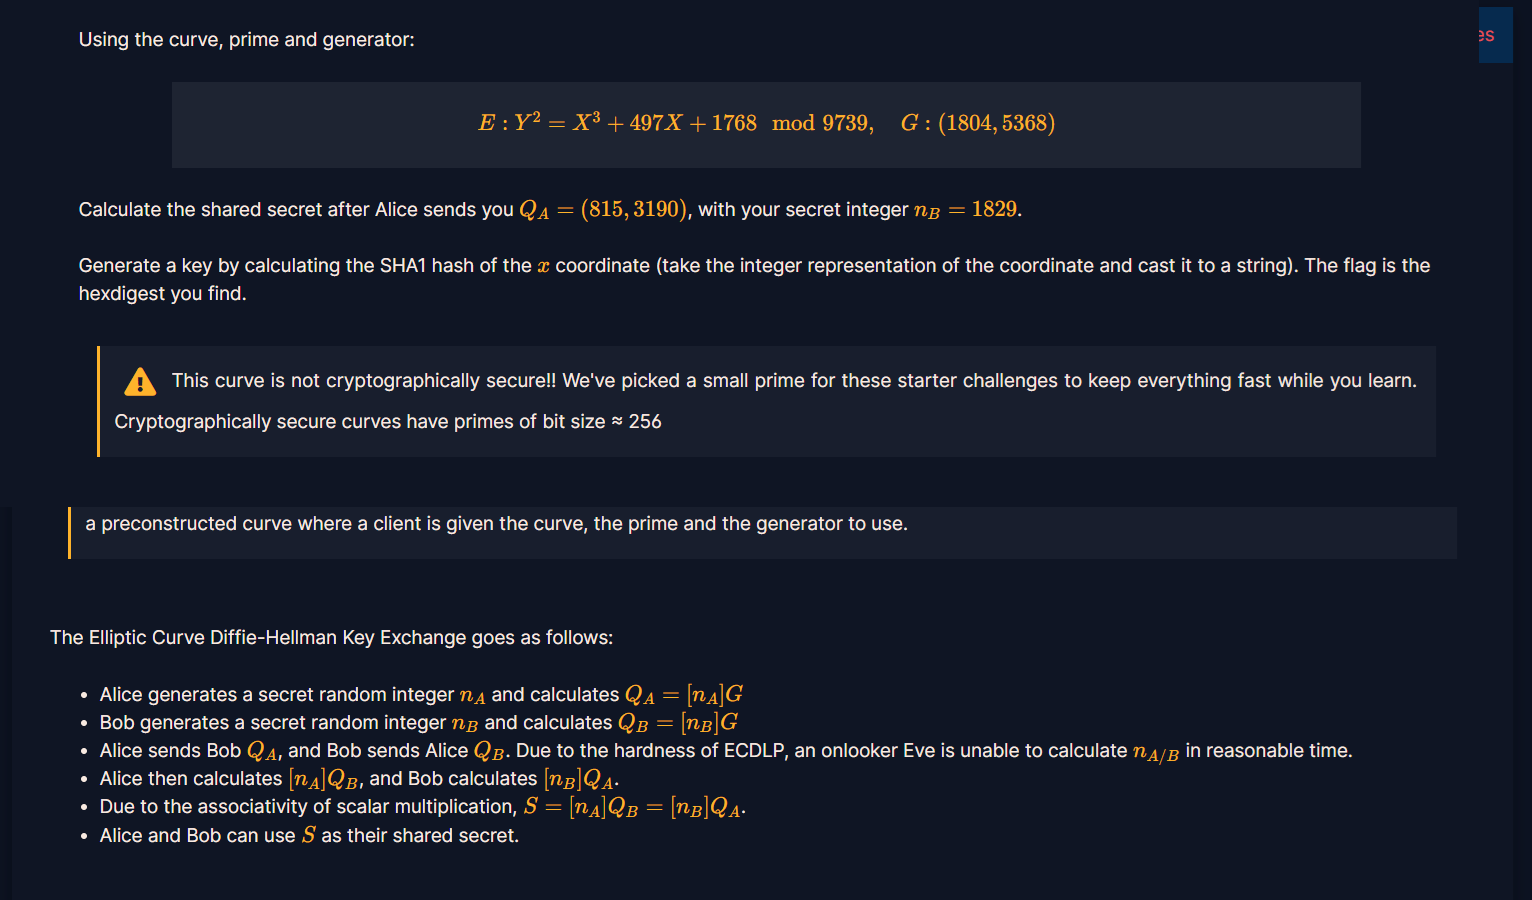 es
Using the curve, prime and generator:
E : Y² = X³ + 497X + 1768 mod 9739, G : (1804, 5368)
Calculate the shared secret after Alice sends you Q_A = (815, 3190), with your secret integer n_B = 1829.
Generate a key by calculating the SHA1 hash of the x coordinate (take the integer representation of the coordinate and cast it to a string). The flag is the
hexdigest you find.
This curve is not cryptographically secure!! We've picked a small prime for these starter challenges to keep everything fast while you learn.
Cryptographically secure curves have primes of bit size ≈ 256
a preconstructed curve where a client is given the curve, the prime and the generator to use.
The Elliptic Curve Diffie-Hellman Key Exchange goes as follows:
• Alice generates a secret random integer n_A and calculates Q_A = [n_A]G
• Bob generates a secret random integer n_B and calculates Q_B = [n_B]G
• Alice sends Bob Q_A, and Bob sends Alice Q_B. Due to the hardness of ECDLP, an onlooker Eve is unable to calculate n_A/B in reasonable time.
• Alice then calculates [n_A]Q_B, and Bob calculates [n_B]Q_A.
• Due to the associativity of scalar multiplication, S = [n_A]Q_B = [n_B]Q_A.
• Alice and Bob can use S as their shared secret.